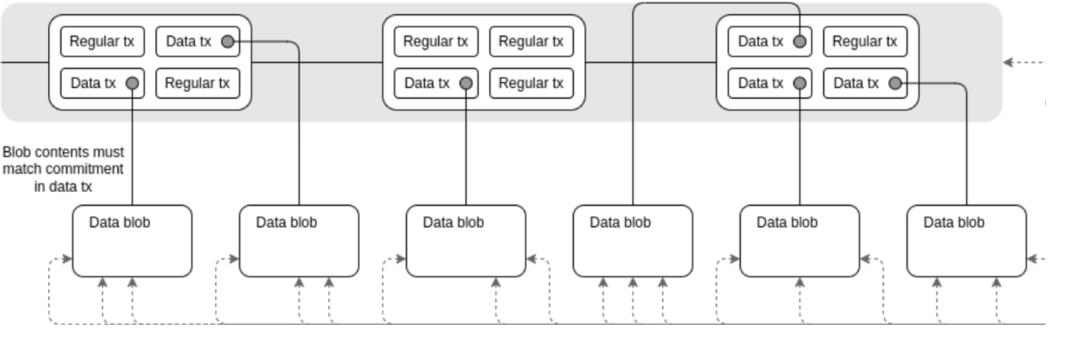 Regular tx
Data tx
Regular tx
Regular tx
Data tx
Regular tx
Data tx
Regular tx
Data tx
Regular tx
Data tx
Data tx
Blob contents must
match commitment
in data tx
Data blob
Data blob
Data blob
Data blob
Data blob
Data blob